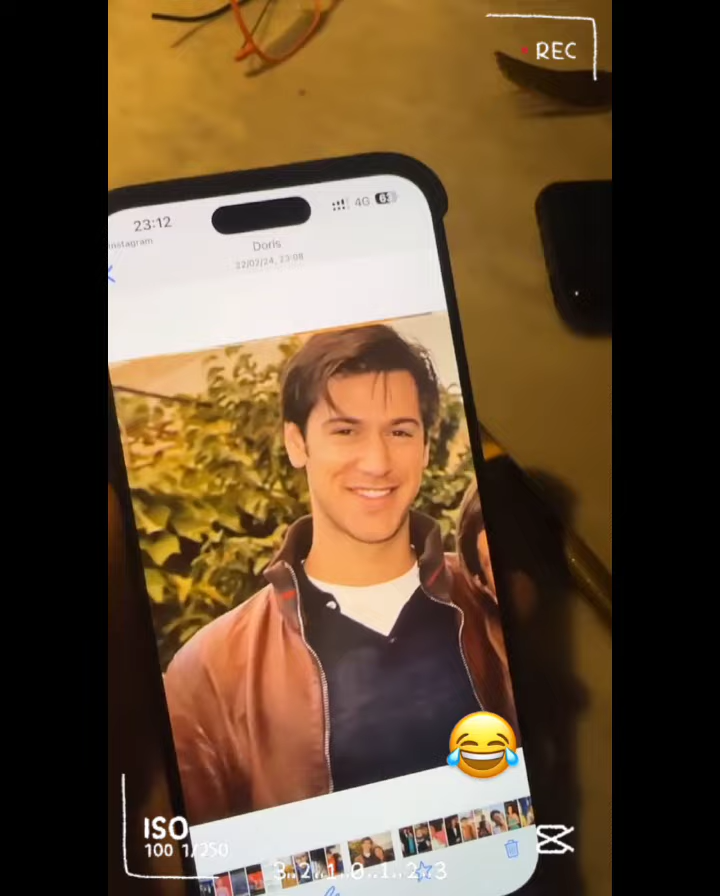 REC
23:12
4G 63
Instagram
Doris
22/02/24, 23:08
ISO
100 1/250
3..2..1..0..1..2..3